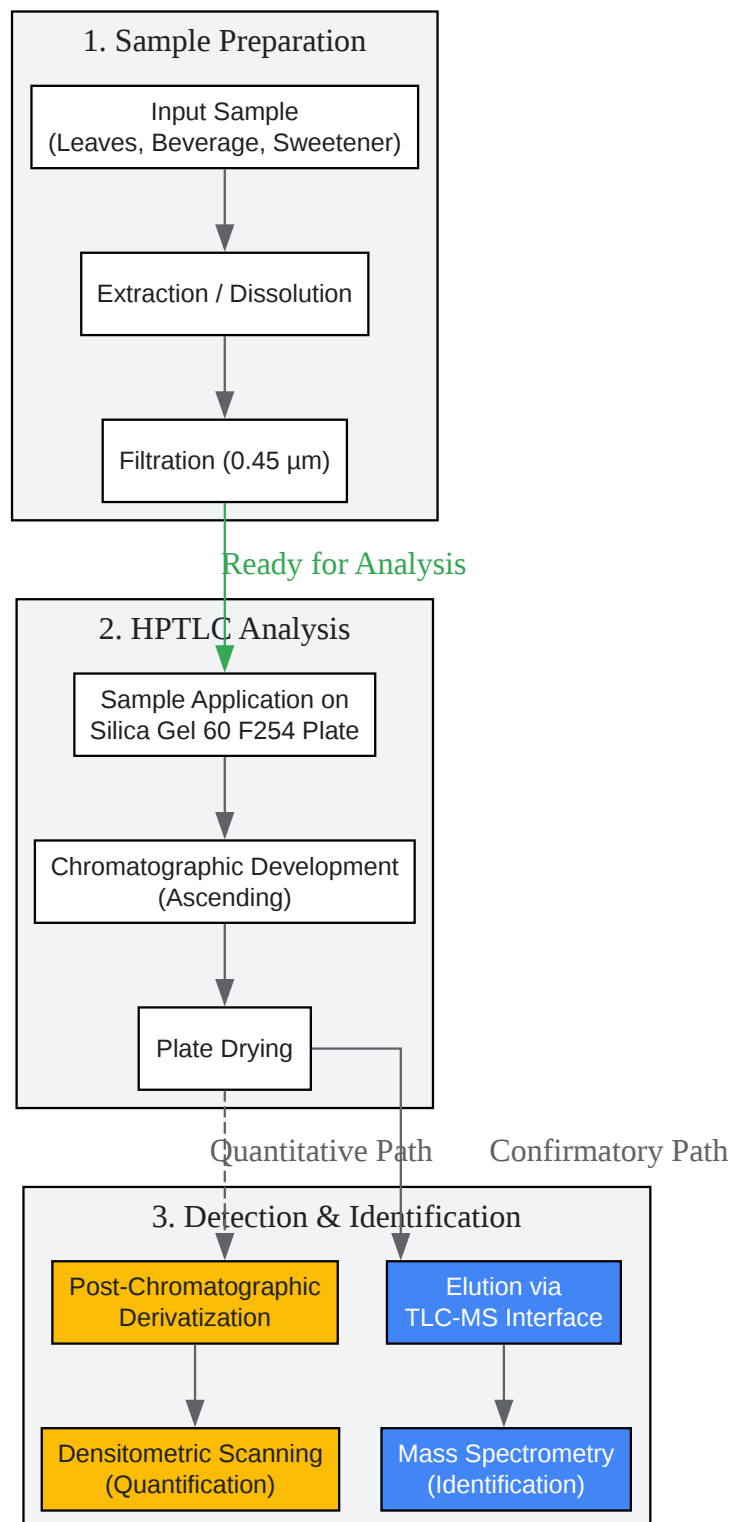 1. Sample Preparation
Input Sample
(Leaves, Beverage, Sweetener)
Extraction / Dissolution
Filtration (0.45 µm)
Ready for Analysis
2. HPTLC Analysis
Sample Application on
Silica Gel 60 F254 Plate
Chromatographic Development
(Ascending)
Plate Drying
Quantitative Path
Confirmatory Path
3. Detection & Identification
Post-Chromatographic
Derivatization
Elution via
TLC-MS Interface
Densitometric Scanning
(Quantification)
Mass Spectrometry
(Identification)